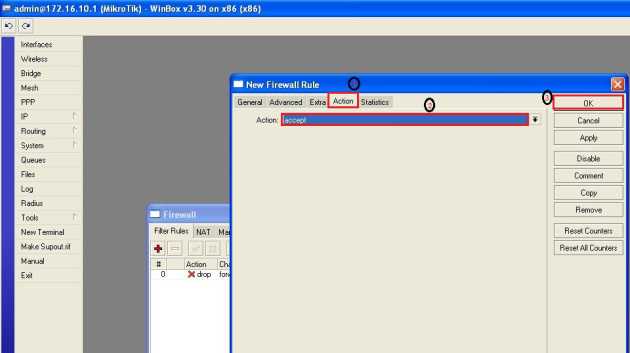 admin@172.16.10.1 (MikroTik) - WinBox v3.30 on x86 (x86)
Interfaces
Wireless
Bridge
Mesh
PPP
IP
Routing
System
Queues
Files
Log
Radius
Tools
New Terminal
Make Supout.rif
Manual
Exit
Firewall
Filter Rules NAT
# Action
0 drop
New Firewall Rule
General Advanced Extra Action Statistics
Action: accept
2
OK
Cancel
Apply
Disable
Comment
Copy
Remove
Reset Counters
Reset All Counters